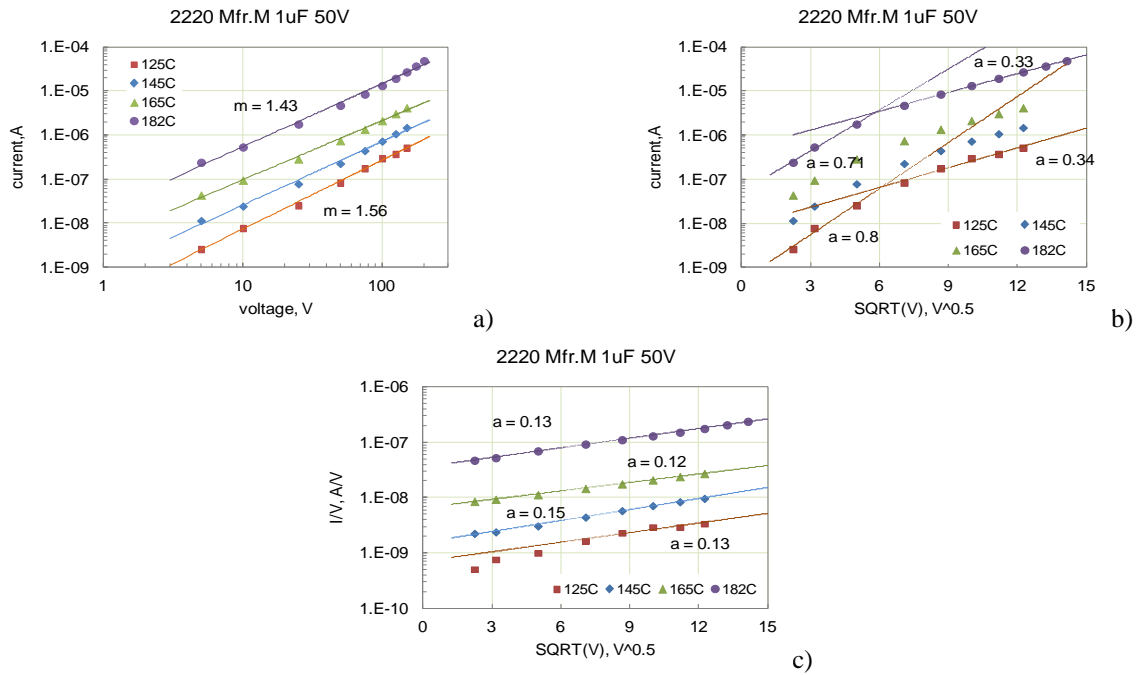 2220 Mfr.M 1uF 50V
1.E-04
1.E-05
1.E-06
1.E-07
1.E-08
1.E-09
current,A
125C
145C
165C
182C
m = 1.43
m = 1.56
1 10 100
voltage, V
a)
2220 Mfr.M 1uF 50V
1.E-04
1.E-05
1.E-06
1.E-07
1.E-08
1.E-09
current,A
a = 0.33
a = 0.71
a = 0.34
a = 0.8
125C 145C
165C 182C
0 3 6 9 12 15
SQRT(V), V^0.5
b)
2220 Mfr.M 1uF 50V
1.E-06
1.E-07
1.E-08
1.E-09
1.E-10
I/V, A/V
a = 0.13
a = 0.12
a = 0.15
a = 0.13
125C 145C 165C 182C
0 3 6 9 12 15
SQRT(V), V^0.5
c)